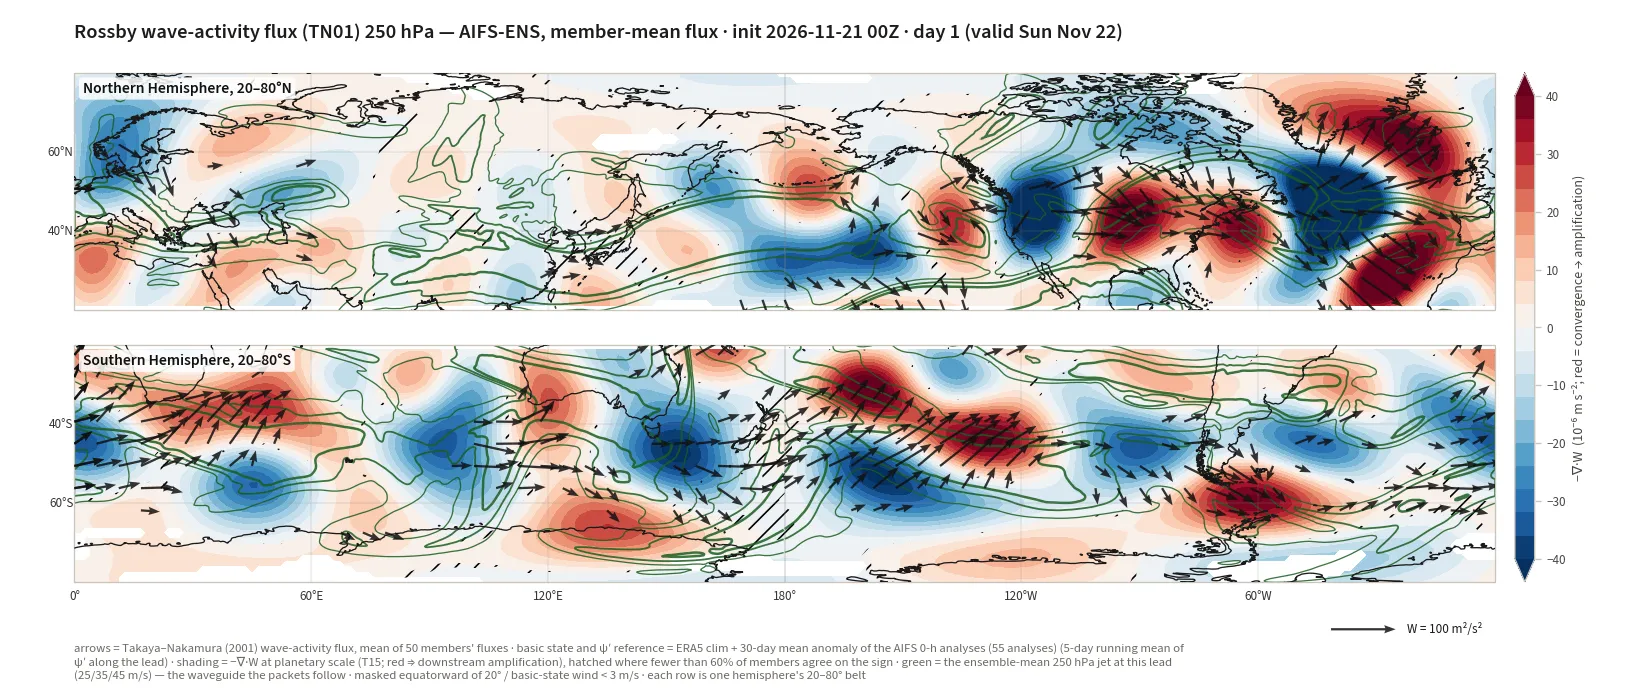 Rossby wave-activity flux (TN01) 250 hPa — AIFS-ENS, member-mean flux · init 2026-11-21 00Z · day 1 (valid Sun Nov 22)
Northern Hemisphere, 20–80°N
60°N
40°N
Southern Hemisphere, 20–80°S
40°S
60°S
0°
60°E
120°E
180°
120°W
60°W
40
30
20
10
0
−10
−20
−30
−40
−∇·W (10⁻⁶ m s⁻²; red = convergence → amplification)
W = 100 m²/s²
arrows = Takaya–Nakamura (2001) wave-activity flux, mean of 50 members' fluxes · basic state and ψ' reference = ERA5 clim + 30-day mean anomaly of the AIFS 0-h analyses (55 analyses) (5-day running mean of
ψ' along the lead) · shading = −∇·W at planetary scale (T15; red ⇒ downstream amplification), hatched where fewer than 60% of members agree on the sign · green = the ensemble-mean 250 hPa jet at this lead
(25/35/45 m/s) — the waveguide the packets follow · masked equatorward of 20° / basic-state wind < 3 m/s · each row is one hemisphere's 20–80° belt